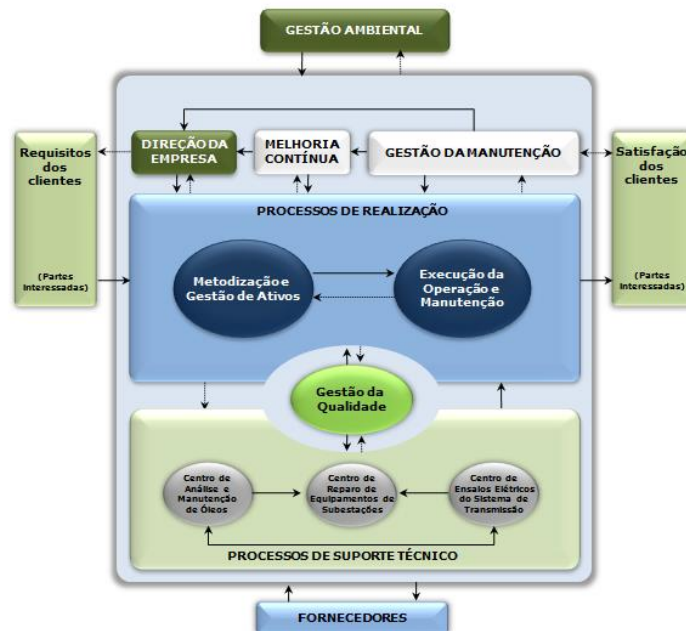 GESTÃO AMBIENTAL
Requisitos
dos
clientes
(Partes
Interessadas)
DIREÇÃO DA
EMPRESA
MELHORIA
CONTÍNUA
GESTÃO DA MANUTENÇÃO
Satisfação
dos
clientes
(Partes
Interessadas)
PROCESSOS DE REALIZAÇÃO
Metodização e
Gestão de Ativos
Execução da
Operação e
Manutenção
Gestão da
Qualidade
Centro de
Análise e
Manutenção
de Óleos
Centro de
Reparo de
Equipamentos de
Subestações
Centro de
Ensaios Elétricos
do Sistema de
Transmissão
PROCESSOS DE SUPORTE TÉCNICO
FORNECEDORES